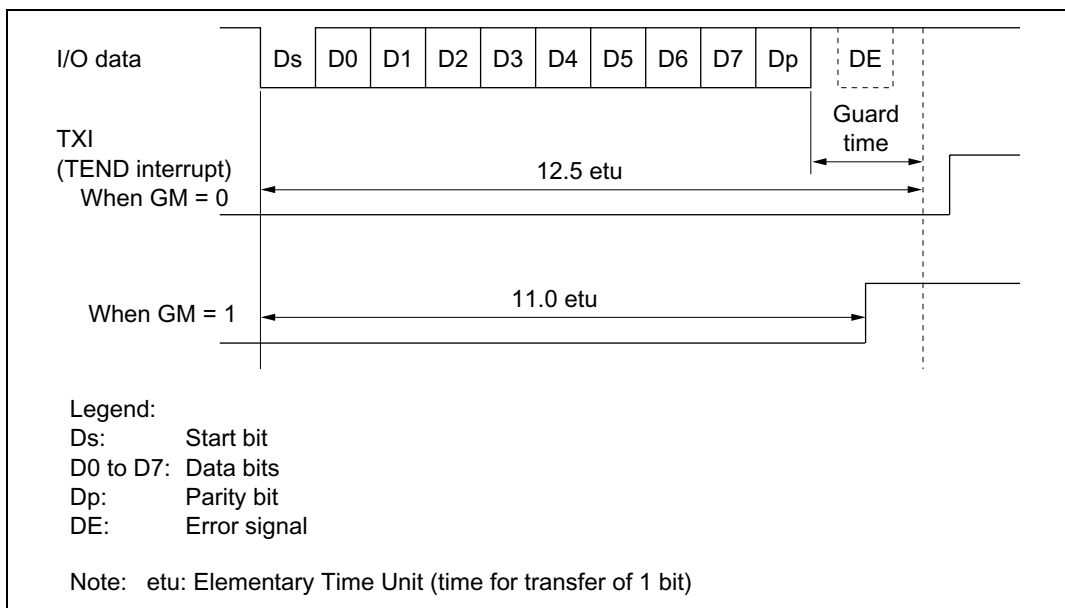 I/O data
Ds D0 D1 D2 D3 D4 D5 D6 D7 Dp DE
Guard
time
TXI
(TEND interrupt)
When GM = 0
12.5 etu
When GM = 1
11.0 etu
Legend:
Ds: Start bit
D0 to D7: Data bits
Dp: Parity bit
DE: Error signal
Note: etu: Elementary Time Unit (time for transfer of 1 bit)